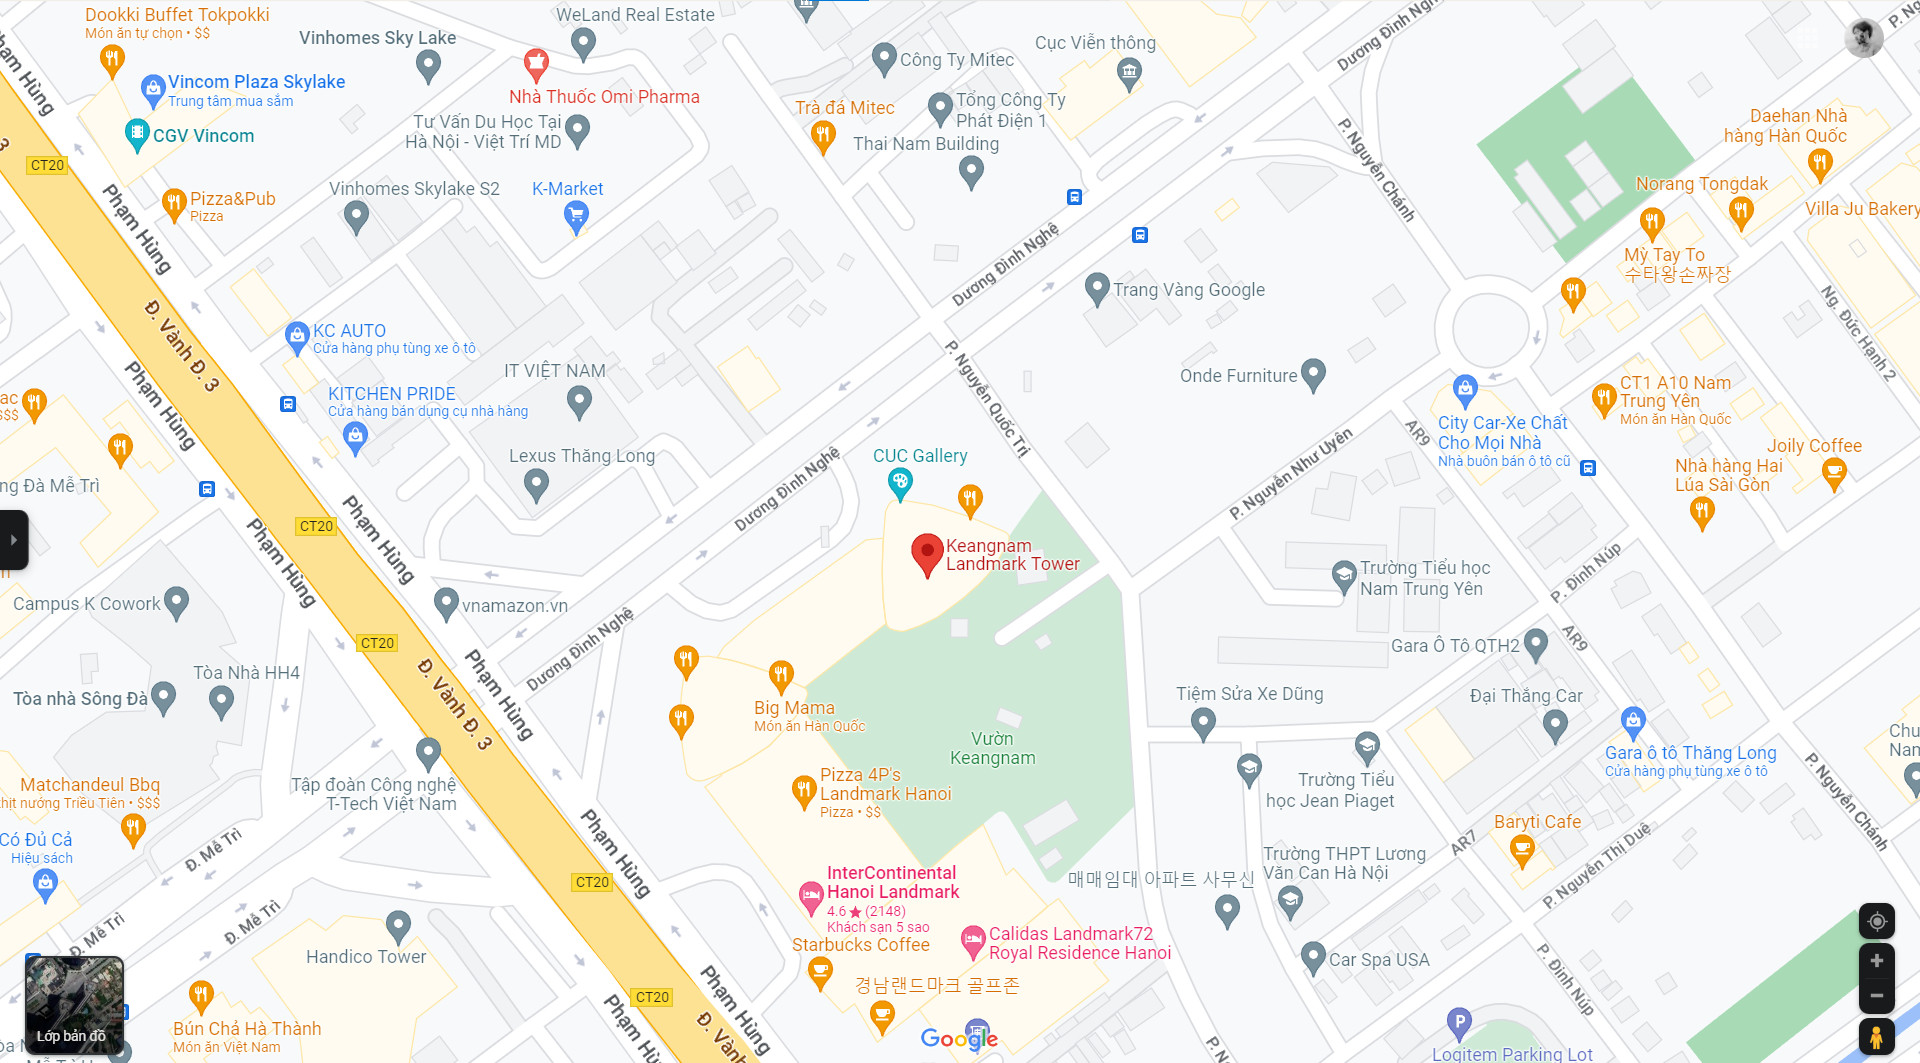 Dookki Buffet Tokpokki
Món ăn tự chọn • $$
WeLand Real Estate
Vinhomes Sky Lake
Vincom Plaza Skylake
Trung tâm mua sắm
CGV Vincom
Nhà Thuốc Omi Pharma
Tư Vấn Du Học Tại
Hà Nội - Việt Trí MD
Công Ty Mitec
Cục Viễn thông
Trà đá Mitec
Tổng Công Ty
Phát Điện 1
Thai Nam Building
Dương Đình Nghệ
P. Nguyễn Chánh
Daehan Nhà
hàng Hàn Quốc
Norang Tongdak
Villa Ju Bakery
Mỳ Tay To
수타왕손짜장
Phạm Hùng
CT20
Phạm Hùng
Pizza&Pub
Pizza
Vinhomes Skylake S2
K-Market
Dương Đình Nghệ
Trang Vàng Google
Đ. Vành Đ. 3
KC AUTO
Cửa hàng phụ tùng xe ô tô
IT VIỆT NAM
KITCHEN PRIDE
Cửa hàng bán dụng cụ nhà hàng
Phạm Hùng
P. Nguyễn Quốc Trị
Onde Furniture
Ng. Đức Hạnh 2
CT1 A10 Nam
Trung Yên
Món ăn Hàn Quốc
City Car-Xe Chất
Cho Mọi Nhà
Nhà buôn bán ô tô cũ
AR9
Joily Coffee
Nhà hàng Hai
Lúa Sài Gòn
Lexus Thăng Long
CUC Gallery
Dương Đình Nghệ
P. Nguyễn Như Uyên
ng Đà Mễ Trì
CT20
Phạm Hùng
Phạm Hùng
Keangnam
Landmark Tower
Trường Tiểu học
Nam Trung Yên
P. Đinh Núp
Campus K Cowork
vnamazon.vn
CT20
Dương Đình Nghệ
AR9
Gara Ô Tô QTH2
Tòa Nhà HH4
Tòa nhà Sông Đà
Đ. Vành Đ. 3
Phạm Hùng
Big Mama
Món ăn Hàn Quốc
Vườn
Keangnam
Tiệm Sửa Xe Dũng
Đại Thắng Car
Gara ô tô Thăng Long
Cửa hàng phụ tùng xe ô tô
P. Nguyễn Chánh
Tập đoàn Công nghệ
T-Tech Việt Nam
Matchandeul Bbq
thịt nướng Triều Tiên • $$$
Có Đủ Cả
Hiệu sách
Đ. Mễ Trì
Pizza 4P's
Landmark Hanoi
Pizza • $$
Trường Tiểu
học Jean Piaget
Baryti Cafe
AR7
P. Nguyễn Thị Duệ
Phạm Hùng
CT20
InterContinental
Hanoi Landmark
4.6 ★ (2148)
Khách sạn 5 sao
Starbucks Coffee
매매임대 아파트 사무신
Trường THPT Lương
Văn Can Hà Nội
Calidas Landmark72
Royal Residence Hanoi
경남랜드마크 골프존
Car Spa USA
P. Đinh Núp
Đ. Mễ Trì
Đ. Mễ Trì
Handico Tower
CT20
Phạm Hùng
Phạm Hùng
Đ. Vành
Bún Chả Hà Thành
Món ăn Việt Nam
Lớp bản đồ
Google
Logitem Parking Lot